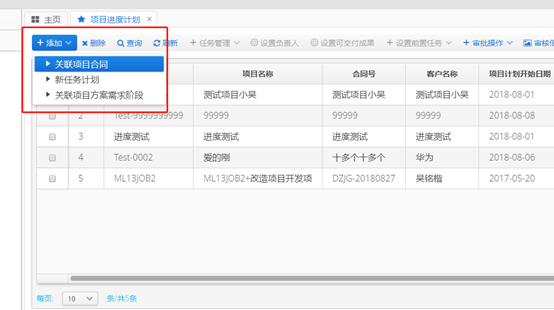 主页 项目进度计划 ×
添加 删除 查询 刷新 任务管理 设置负责人 设置可交付成果 设置前置任务 审批操作 审核信
关联项目合同
新任务计划
关联项目方案需求阶段
项目名称 合同号 客户名称 项目计划开始日期
测试项目小吴 测试项目小吴 测试项目小吴 2018-08-01
2 Test-9999999999 99999 99999 99999 2018-08-08
3 进度测试 进度测试 进度测试 进度测试 2018-08-01
4 Test-0002 爱的刚 十多个十多个 华为 2018-08-06
5 ML13JOB2 ML13JOB2+改造项目开发项 DZJG-20180827 吴铭楷 2017-05-20
每页: 10 条/共5条